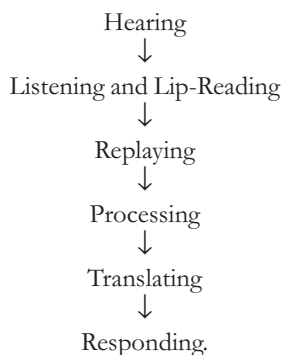 Hearing
↓
Listening and Lip-Reading
↓
Replaying
↓
Processing
↓
Translating
↓
Responding.